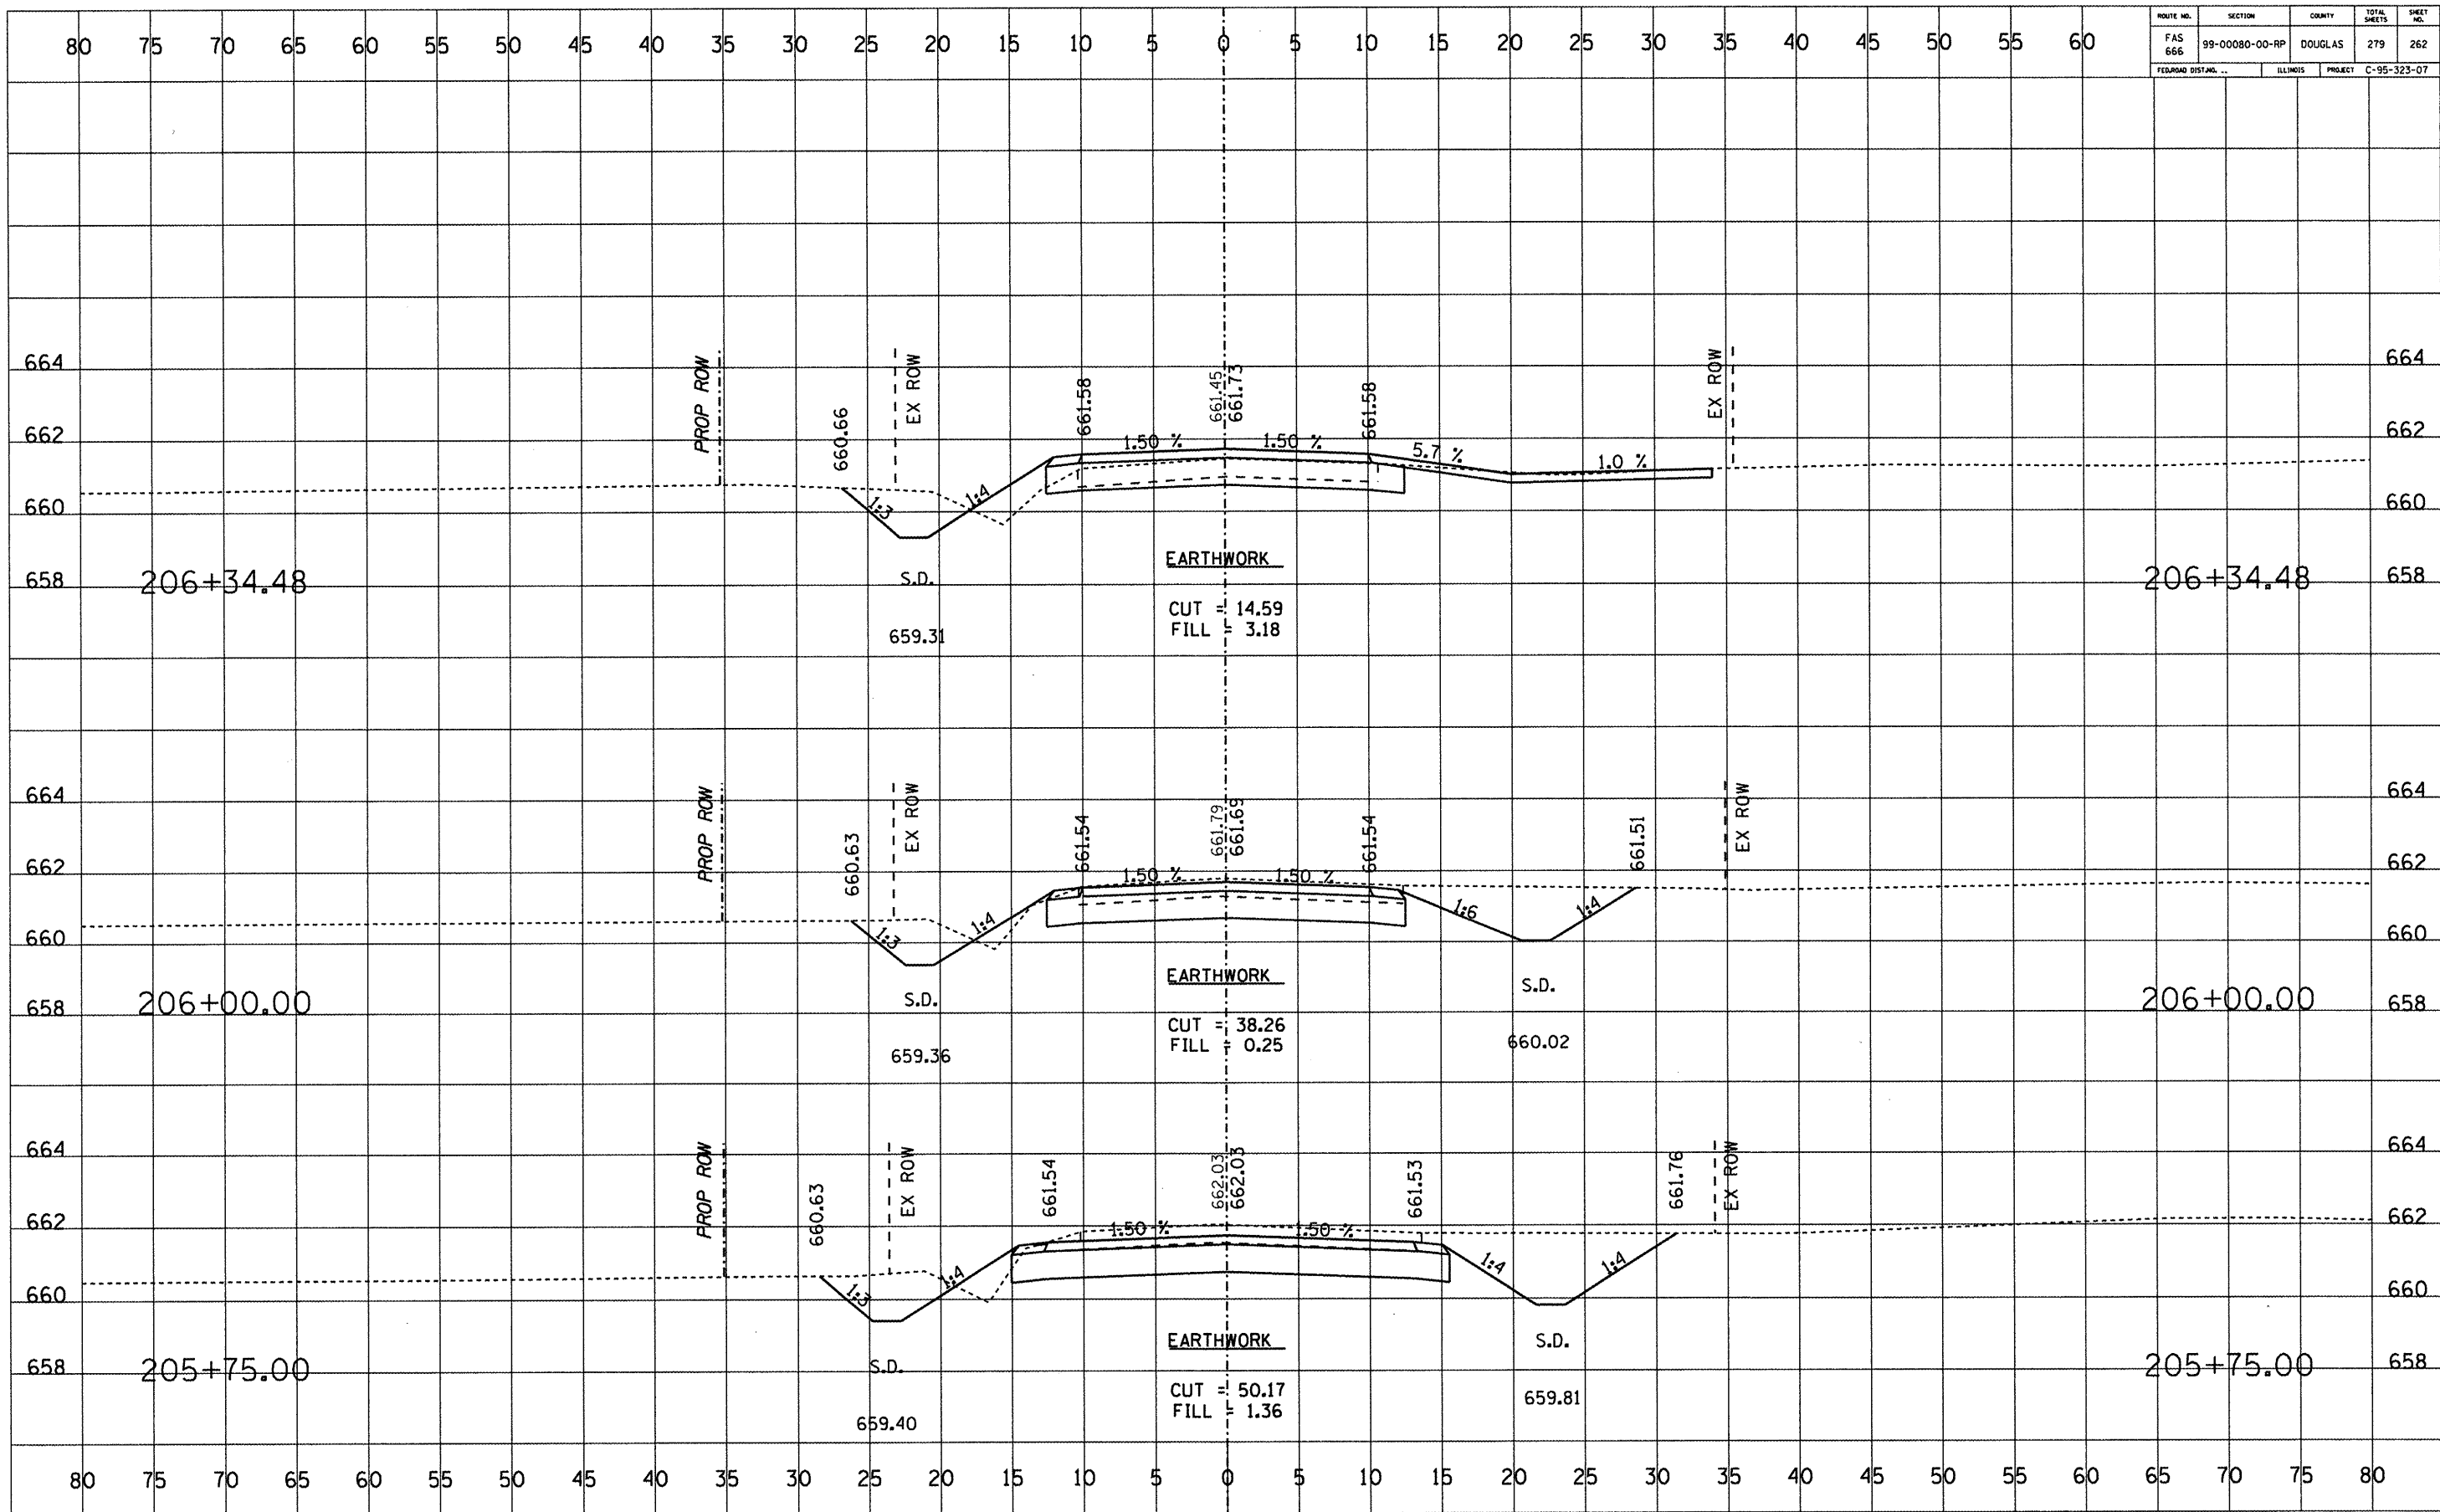 80 75 70 65 60 55 50 45 40 35 30 25 20 15 10 5 0 5 10 15 20 25 30 35 40 45 50 55 60
ROUTE NO. SECTION COUNTY TOTAL SHEETS SHEET NO.
FAS 666 99-00080-00-RP DOUGLAS 279 262
FED.ROAD DIST.NO. .. ILLINOIS PROJECT C-95-323-07
664 664
PROP ROW EX ROW EX ROW
660.66 661.58 661.45 661.73 661.58
662 1.50 % 1.50 % 5.7 % 1.0 % 662
1:3 1:4
660 660
EARTHWORK
658 206+34.48 S.D. 206+34.48 658
CUT = 14.59
FILL = 3.18
659.31
664 664
PROP ROW EX ROW EX ROW
660.63 661.54 661.79 661.69 661.54 661.51
662 1.50 % 1.50 % 662
1:3 1:4 1:6 1:4
660 660
EARTHWORK
S.D. S.D.
658 206+00.00 206+00.00 658
CUT = 38.26
FILL = 0.25
659.36 660.02
664 664
PROP ROW EX ROW EX ROW
660.63 661.54 662.03 662.03 661.53 661.76
662 1.50 % 1.50 % 662
1:3 1:4 1:4 1:4
660 660
EARTHWORK
S.D. S.D.
658 205+75.00 205+75.00 658
CUT = 50.17
FILL = 1.36
659.40 659.81
80 75 70 65 60 55 50 45 40 35 30 25 20 15 10 5 0 5 10 15 20 25 30 35 40 45 50 55 60 65 70 75 80